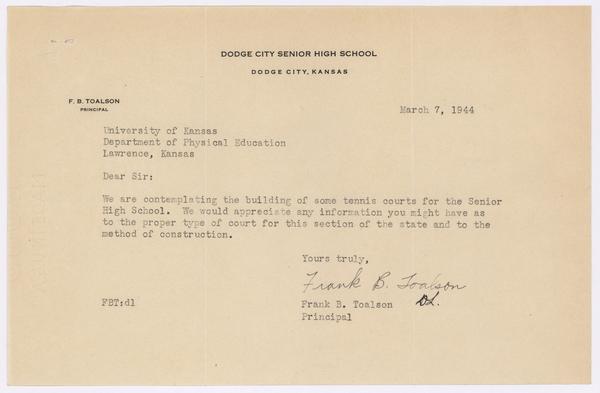 DODGE CITY SENIOR HIGH SCHOOL
DODGE CITY, KANSAS
F. B. TOALSON
PRINCIPAL
March 7, 1944
University of Kansas
Department of Physical Education
Lawrence, Kansas
Dear Sir:
We are contemplating the building of some tennis courts for the Senior
High School. We would appreciate any information you might have as
to the proper type of court for this section of the state and to the
method of construction.
Yours truly,
Frank B. Toalson
DL.
FBT:dl
Frank B. Toalson
Principal